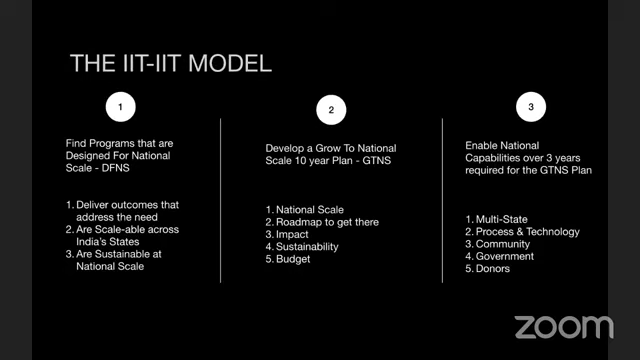 THE IIT-IIT MODEL
1
Find Programs that are
Designed For National
Scale - DFNS
1. Deliver outcomes that
address the need
2. Are Scale-able across
India's States
3. Are Sustainable at
National Scale
2
Develop a Grow To National
Scale 10 year Plan - GTNS
1. National Scale
2. Roadmap to get there
3. Impact
4. Sustainability
5. Budget
3
Enable National
Capabilities over 3 years
required for the GTNS Plan
1. Multi-State
2. Process & Technology
3. Community
4. Government
5. Donors
zoom